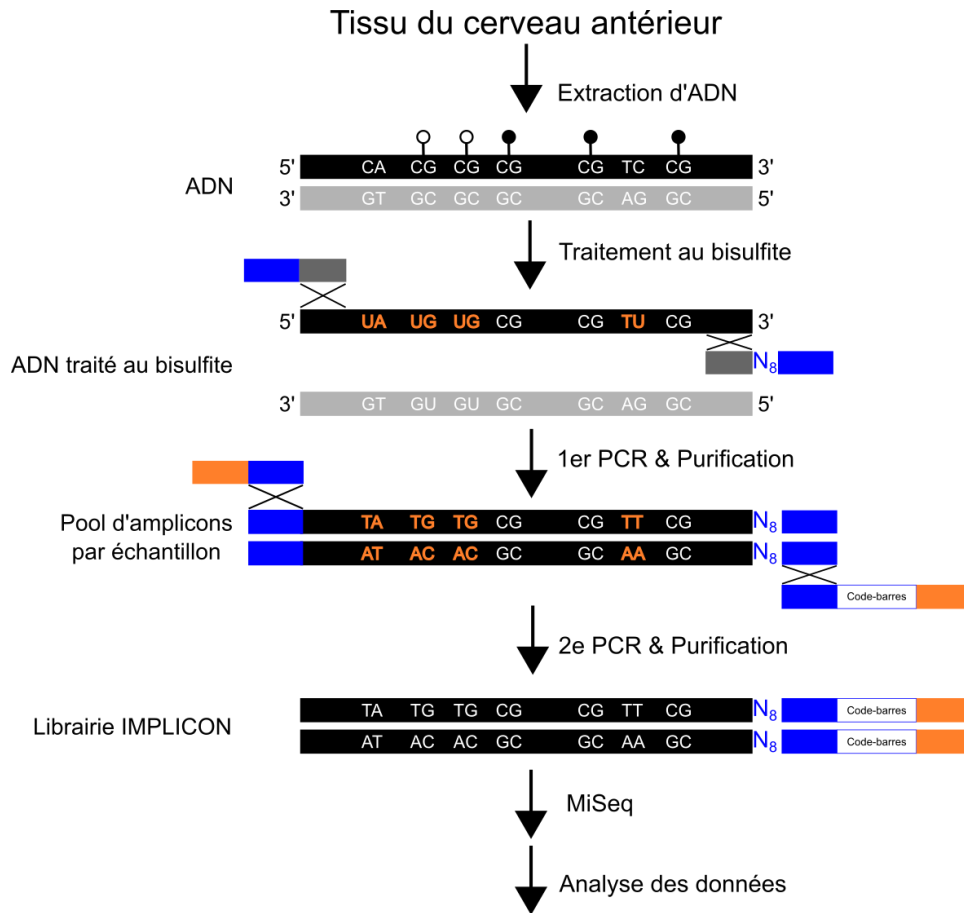 Tissu du cerveau antérieur
Extraction d'ADN
5' CA CG CG CG CG TC CG 3'
ADN
3' GT GC GC GC GC AG GC 5'
Traitement au bisulfite
5' UA UG UG CG CG TU CG 3'
ADN traité au bisulfite
N8
3' GT GU GU GC GC AG GC 5'
1er PCR & Purification
Pool d'amplicons
par échantillon
TA TG TG CG CG TT CG N8
AT AC AC GC GC AA GC N8
Code-barres
2e PCR & Purification
Librairie IMPLICON
TA TG TG CG CG TT CG N8 Code-barres
AT AC AC GC GC AA GC N8 Code-barres
MiSeq
Analyse des données